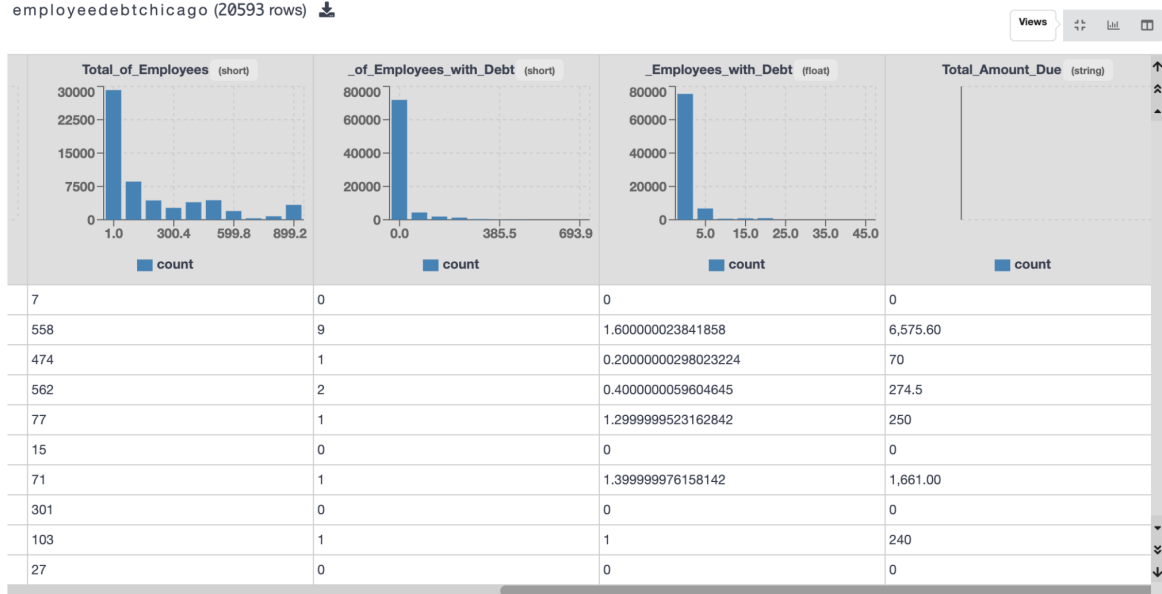 employeedebtchicago (20593 rows)
Views
Total_of_Employees (short)
30000
22500
15000
7500
0
1.0 300.4 599.8 899.2
count
_of_Employees_with_Debt (short)
80000
60000
40000
20000
0
0.0 385.5 693.9
count
_Employees_with_Debt (float)
80000
60000
40000
20000
0
5.0 15.0 25.0 35.0 45.0
count
Total_Amount_Due (string)
count
7 0 0 0
558 9 1.600000023841858 6,575.60
474 1 0.20000000298023224 70
562 2 0.4000000059604645 274.5
77 1 1.2999999523162842 250
15 0 0 0
71 1 1.399999976158142 1,661.00
301 0 0 0
103 1 1 240
27 0 0 0